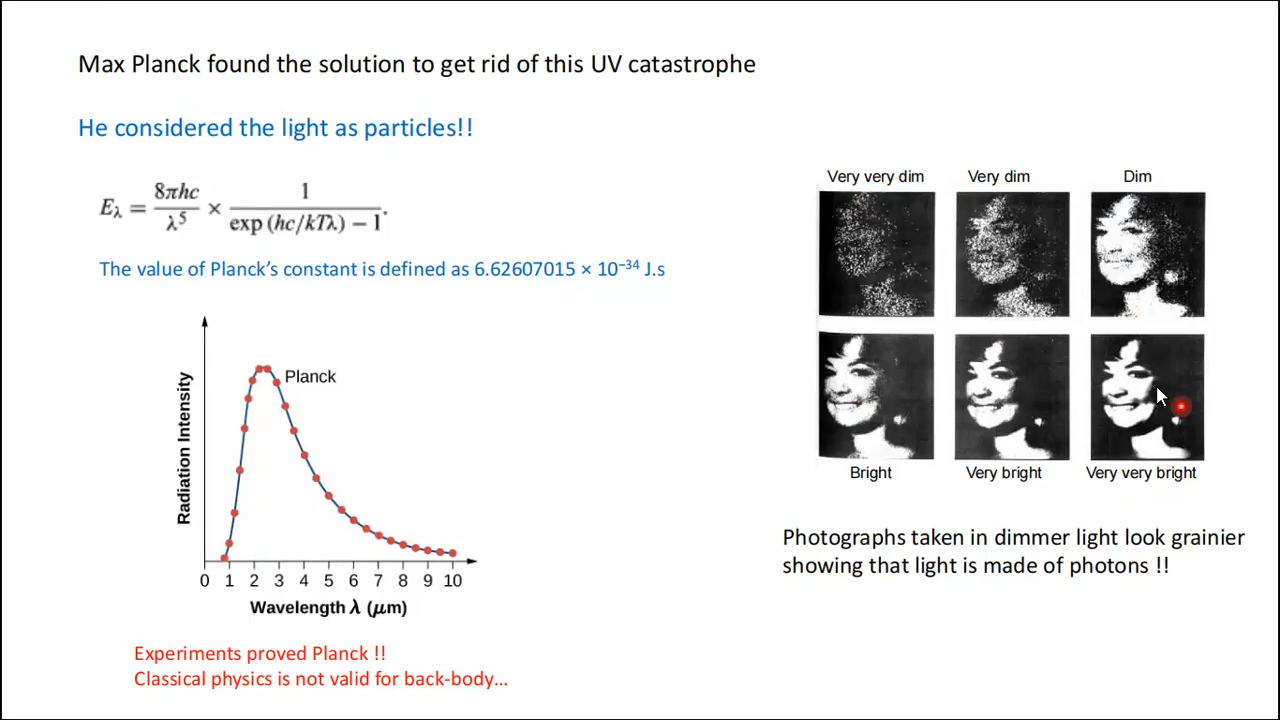 Max Planck found the solution to get rid of this UV catastrophe
He considered the light as particles!!
E_λ = 8πhc/λ⁵ × 1/(exp (hc/kTλ) − 1).
The value of Planck's constant is defined as 6.62607015 × 10⁻³⁴ J.s
Radiation Intensity
Planck
0 1 2 3 4 5 6 7 8 9 10
Wavelength λ (μm)
Experiments proved Planck !!
Classical physics is not valid for back-body...
Very very dim
Very dim
Dim
Bright
Very bright
Very very bright
Photographs taken in dimmer light look grainier
showing that light is made of photons !!